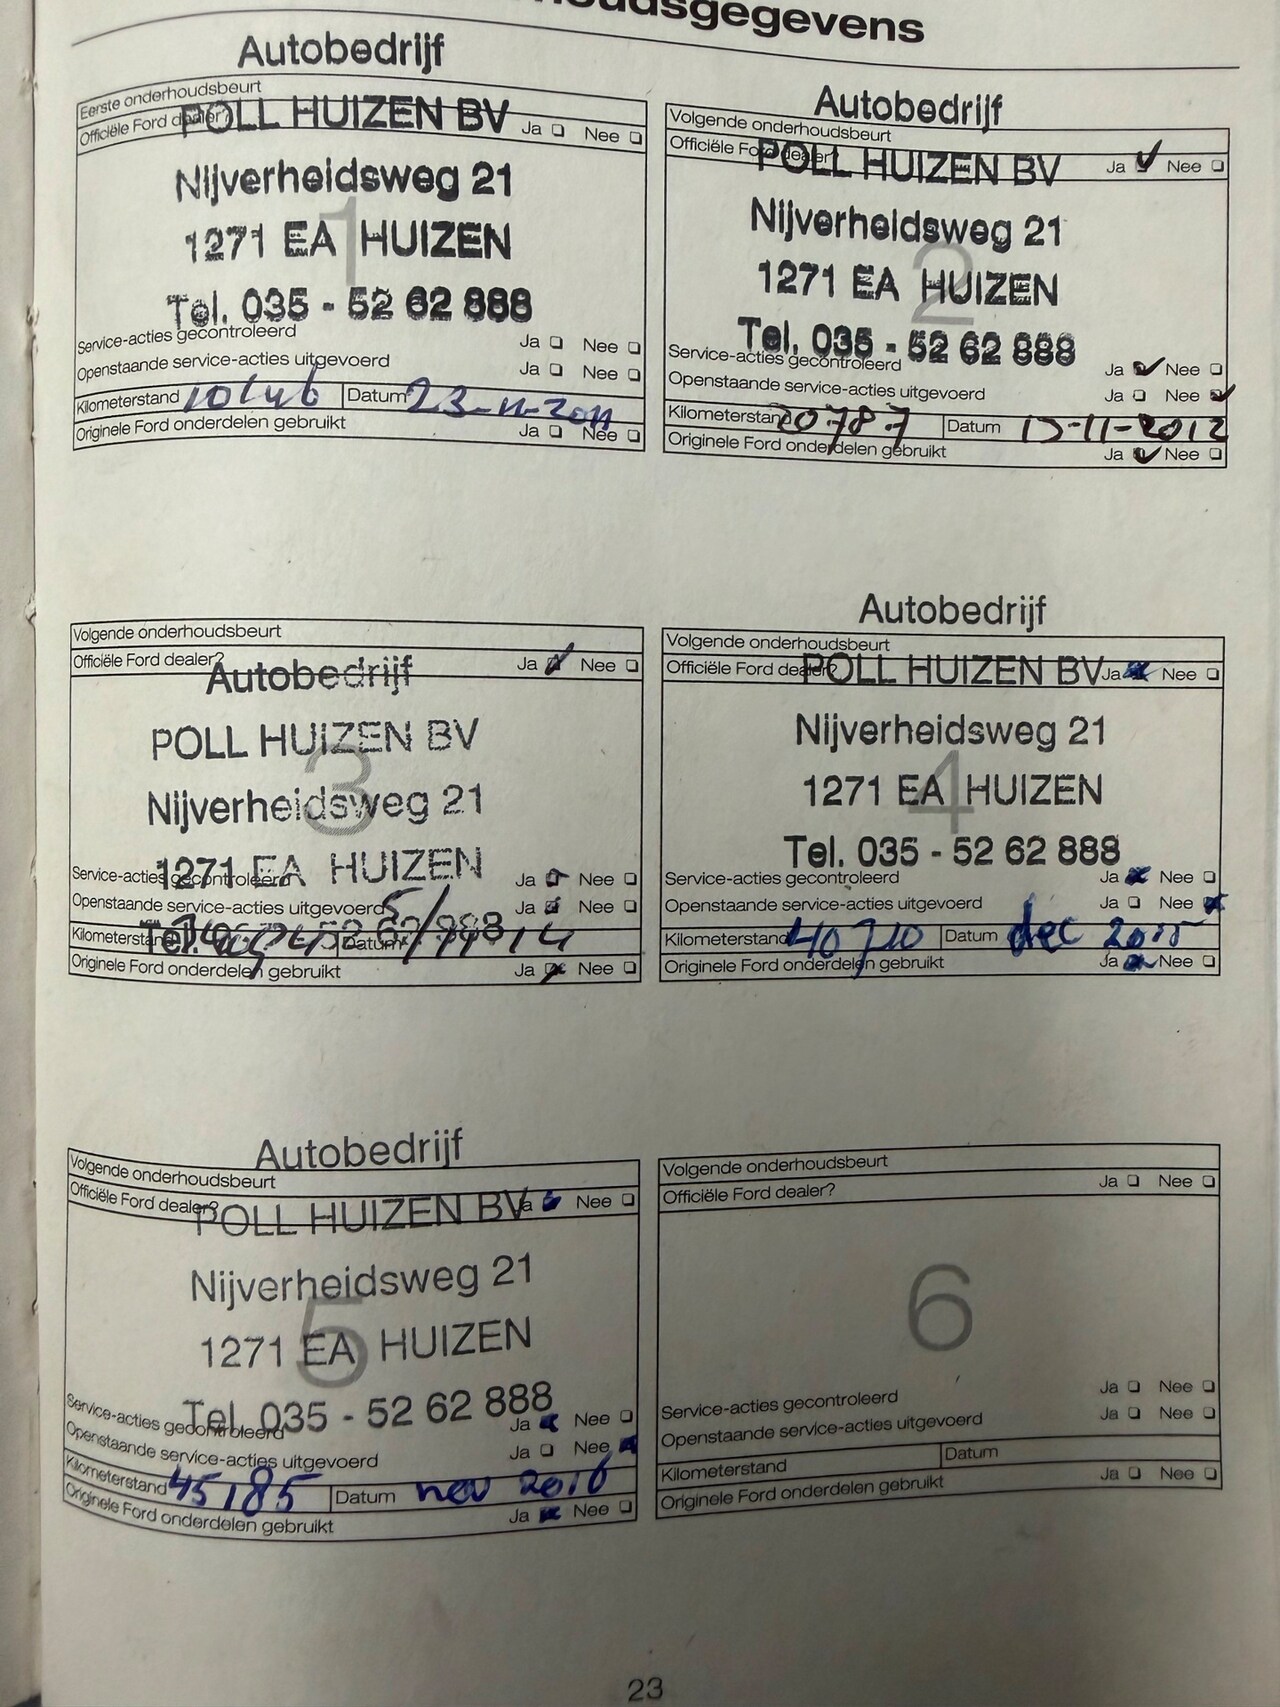 houdsgegevens
Autobedrijf
Eerste onderhoudsbeurt
Officiële Ford dealer? Ja Nee
POLL HUIZEN BV
Nijverheidsweg 21
1
1271 EA HUIZEN
Tel. 035 - 52 62 888
Service-acties gecontroleerd Ja Nee
Openstaande service-acties uitgevoerd Ja Nee
Kilometerstand Datum 23-11-2011
Originele Ford onderdelen gebruikt Ja Nee
Autobedrijf
Volgende onderhoudsbeurt
Officiële Ford dealer? Ja Nee
POLL HUIZEN BV
Nijverheidsweg 21
2
1271 EA HUIZEN
Tel. 035 - 52 62 888
Service-acties gecontroleerd Ja Nee
Openstaande service-acties uitgevoerd Ja Nee
Kilometerstand 20787 Datum 13-11-2012
Originele Ford onderdelen gebruikt Ja Nee
Volgende onderhoudsbeurt
Officiële Ford dealer? Ja Nee
Autobedrijf
POLL HUIZEN BV
3
Nijverheidsweg 21
1271 EA HUIZEN
Service-acties gecontroleerd Ja Nee
Openstaande service-acties uitgevoerd Ja Nee
Tel. 035 - 52 62 888
Kilometerstand Datum 5/11 14
Originele Ford onderdelen gebruikt Ja Nee
Autobedrijf
Volgende onderhoudsbeurt
Officiële Ford dealer? Ja Nee
POLL HUIZEN BV
Nijverheidsweg 21
4
1271 EA HUIZEN
Tel. 035 - 52 62 888
Service-acties gecontroleerd Ja Nee
Openstaande service-acties uitgevoerd Ja Nee
Kilometerstand 40710 Datum dec 2015
Originele Ford onderdelen gebruikt Ja Nee
Autobedrijf
Volgende onderhoudsbeurt
Officiële Ford dealer? Ja Nee
POLL HUIZEN BV
Nijverheidsweg 21
5
1271 EA HUIZEN
Tel. 035 - 52 62 888
Service-acties gecontroleerd Ja Nee
Openstaande service-acties uitgevoerd Ja Nee
Kilometerstand 45185 Datum nov 2016
Originele Ford onderdelen gebruikt Ja Nee
Volgende onderhoudsbeurt
Officiële Ford dealer? Ja Nee
6
Service-acties gecontroleerd Ja Nee
Openstaande service-acties uitgevoerd Ja Nee
Kilometerstand Datum
Originele Ford onderdelen gebruikt Ja Nee
23